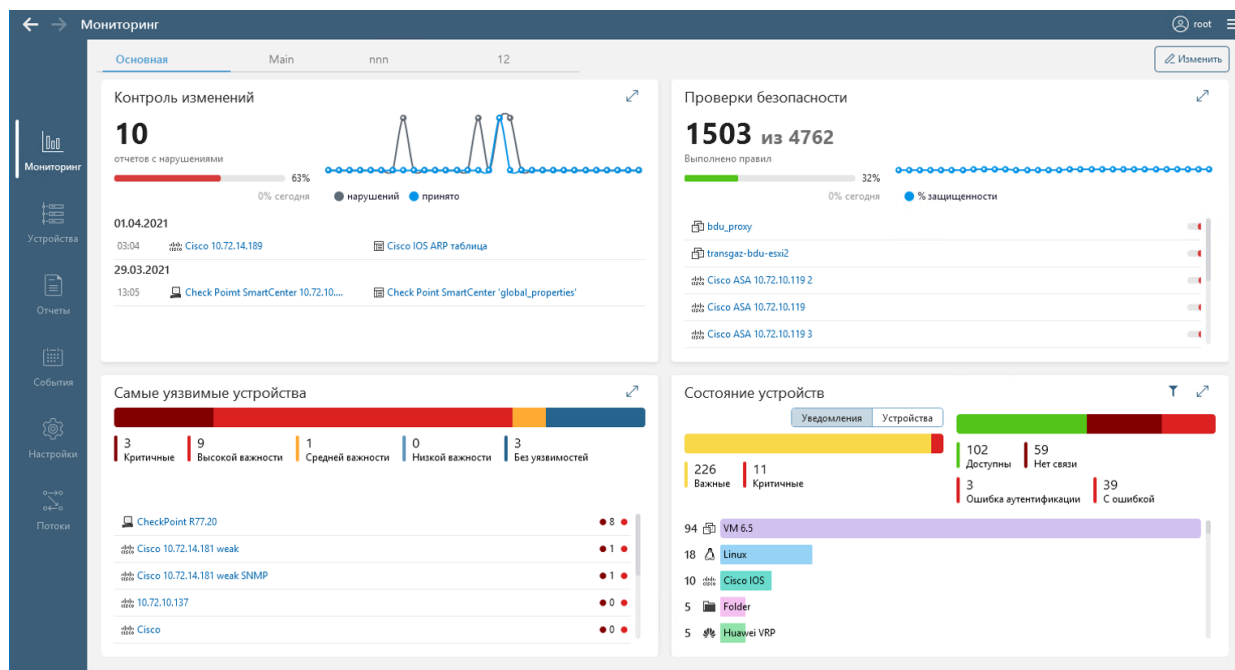 Мониторинг
root
Основная Main nnn 12
Изменить
Мониторинг
Устройства
Отчеты
События
Настройки
Потоки
Контроль изменений
10
отчетов с нарушениями
63%
0% сегодня
нарушений принято
01.04.2021
03:04 Cisco 10.72.14.189 Cisco IOS ARP таблица
29.03.2021
13:05 Check Poimt SmartCenter 10.72.10.... Check Point SmartCenter 'global_properties'
Проверки безопасности
1503 из 4762
Выполнено правил
32%
0% сегодня
% защищенности
bdu_proxy
transgaz-bdu-esxi2
Cisco ASA 10.72.10.119 2
Cisco ASA 10.72.10.119
Cisco ASA 10.72.10.119 3
Самые уязвимые устройства
3 9 1 0 3
Критичные Высокой важности Средней важности Низкой важности Без уязвимостей
CheckPoint R77.20 8
Cisco 10.72.14.181 weak 1
Cisco 10.72.14.181 weak SNMP 1
10.72.10.137 0
Cisco 0
Состояние устройств
Уведомления Устройства
226 11
Важные Критичные
102 59
Доступны Нет связи
3 39
Ошибка аутентификации С ошибкой
94 VM 6.5
18 Linux
10 Cisco IOS
5 Folder
5 Huawei VRP